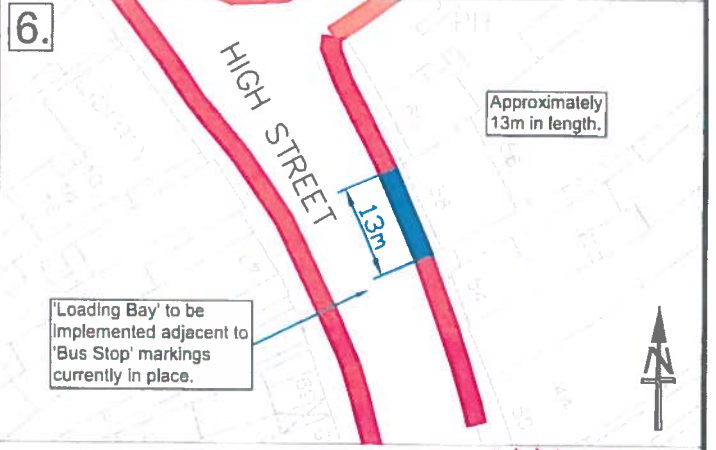 6.
HIGH STREET
Approximately
13m in length.
13m
'Loading Bay' to be
implemented adjacent to
'Bus Stop' markings
currently in place.
N